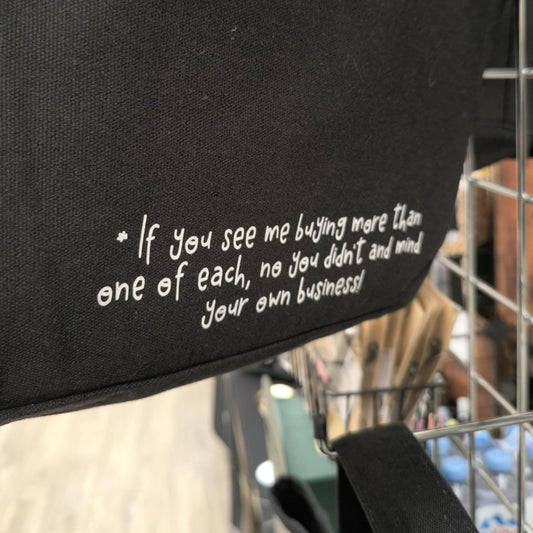 * If you see me buying more than
one of each, no you didn't and mind
your own business!